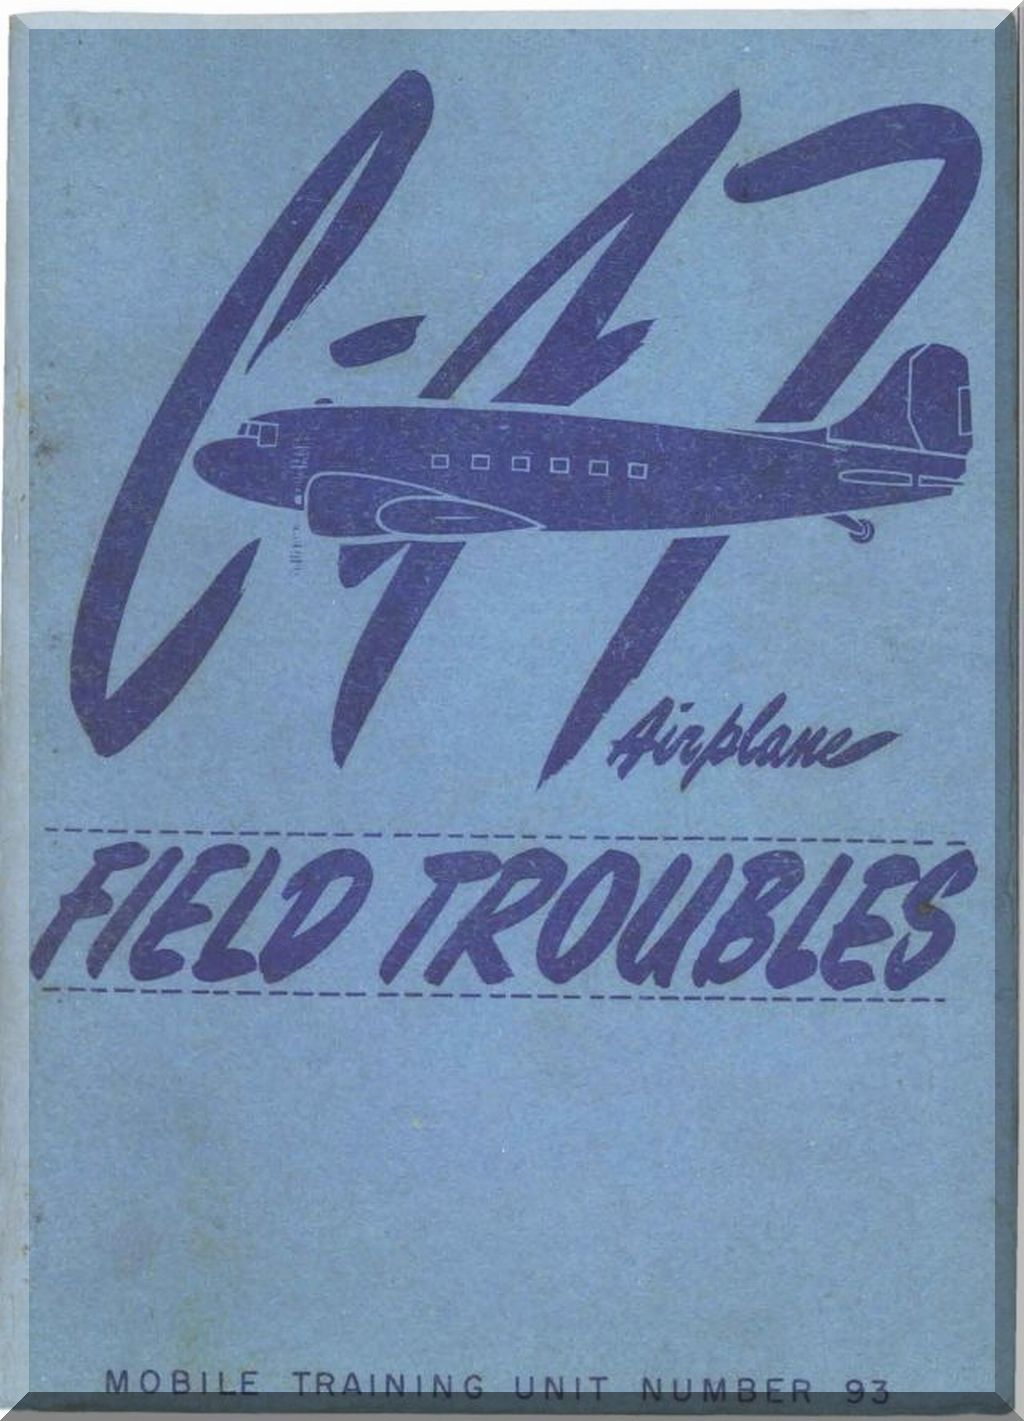 C-47
Airplane
FIELD TROUBLES
MOBILE TRAINING UNIT NUMBER 93